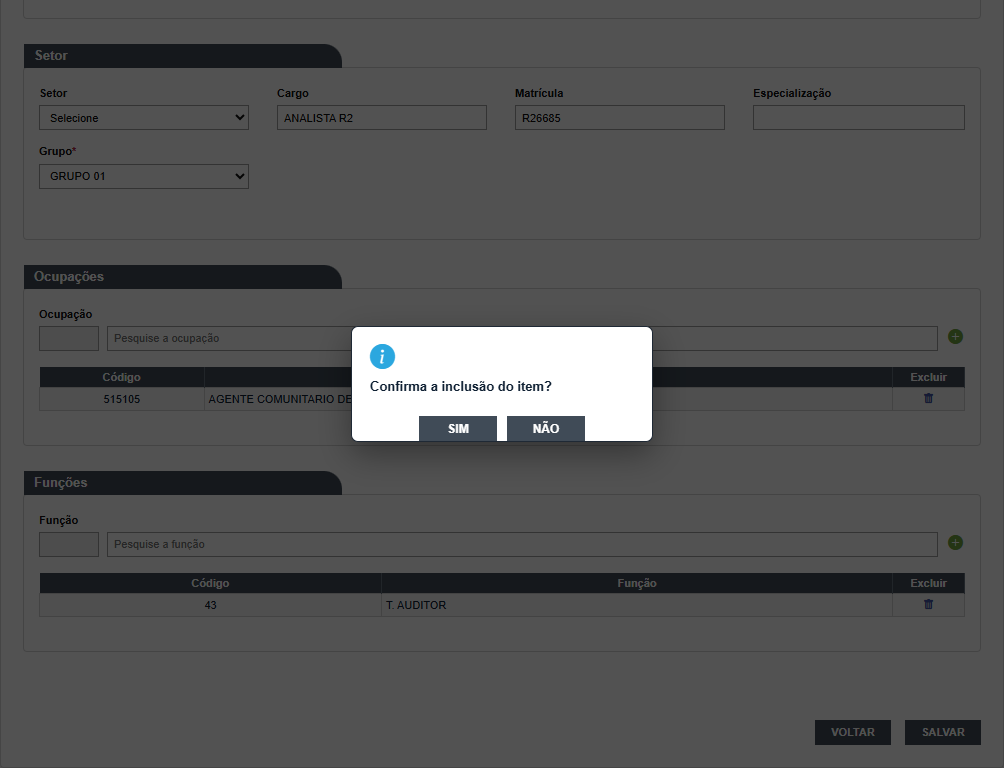 Setor
Setor Cargo Matrícula Especialização
Selecione ANALISTA R2 R26685
Grupo*
GRUPO 01
Ocupações
Ocupação
Pesquise a ocupação
Código Excluir
515105 AGENTE COMUNITARIO DE
Confirma a inclusão do item?
SIM NÃO
Funções
Função
Pesquise a função
Código Função Excluir
43 T. AUDITOR
VOLTAR SALVAR